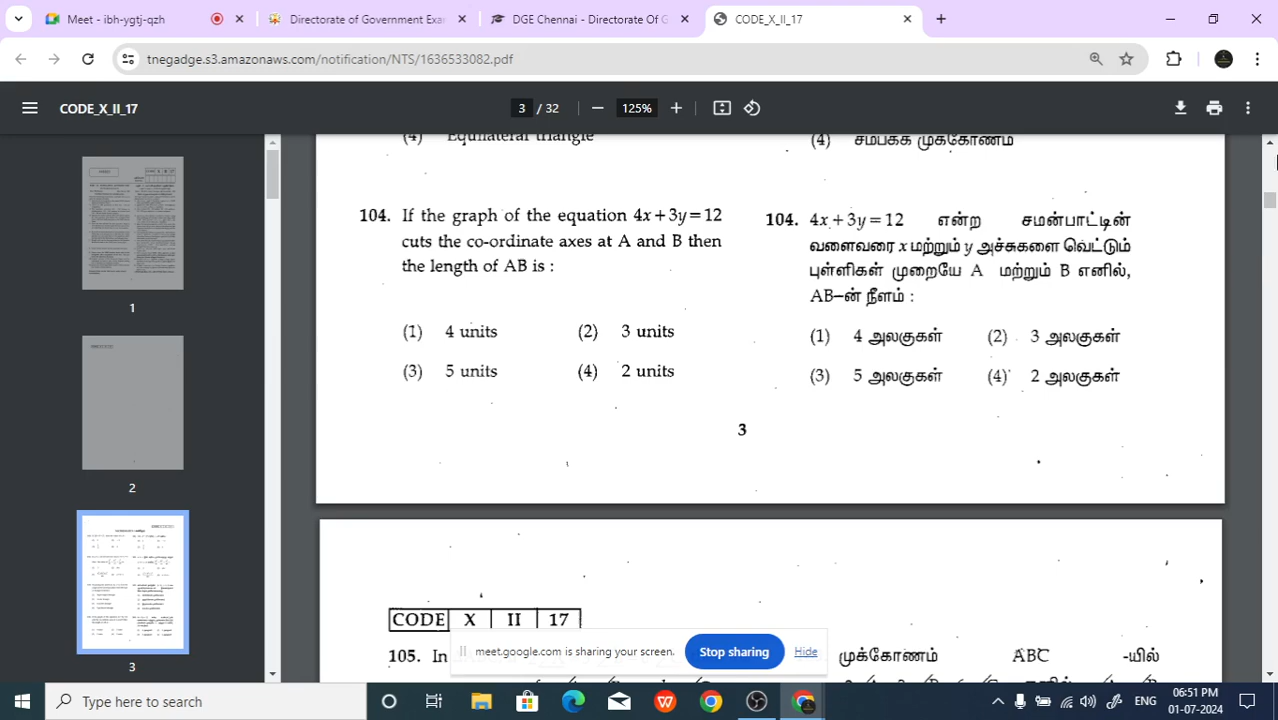 Meet - ibh-ygtj-qzh
Directorate of Government Exa
DGE Chennai - Directorate Of G
CODE_X_II_17
tnegadge.s3.amazonaws.com/notification/NTS/1636533082.pdf
CODE_X_II_17
3 / 32
125%
1
2
3
(4) Equilateral triangle
(4) சமபக்க முக்கோணம்
104. If the graph of the equation 4x + 3y = 12
cuts the co-ordinate axes at A and B then
the length of AB is :
(1) 4 units (2) 3 units
(3) 5 units (4) 2 units
104. 4x + 3y = 12 என்ற சமன்பாட்டின்
வளைவரை x மற்றும் y அச்சுகளை வெட்டும்
புள்ளிகள் முறையே A மற்றும் B எனில்,
AB–ன் நீளம் :
(1) 4 அலகுகள் (2) 3 அலகுகள்
(3) 5 அலகுகள் (4) 2 அலகுகள்
3
CODE X II 17
105. In
முக்கோணம் ABC -யில்
meet.google.com is sharing your screen.
Stop sharing
Hide
Type here to search
ENG
06:51 PM
01-07-2024